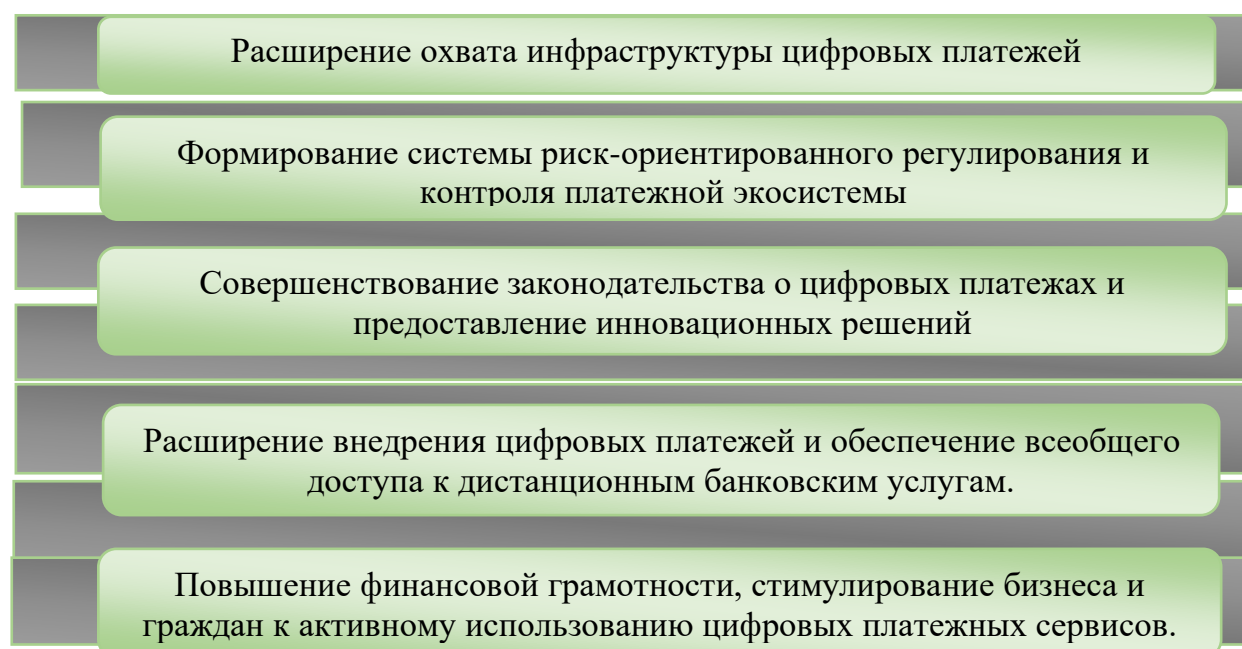 Расширение охвата инфраструктуры цифровых платежей
Формирование системы риск-ориентированного регулирования и
контроля платежной экосистемы
Совершенствование законодательства о цифровых платежах и
предоставление инновационных решений
Расширение внедрения цифровых платежей и обеспечение всеобщего
доступа к дистанционным банковским услугам.
Повышение финансовой грамотности, стимулирование бизнеса и
граждан к активному использованию цифровых платежных сервисов.